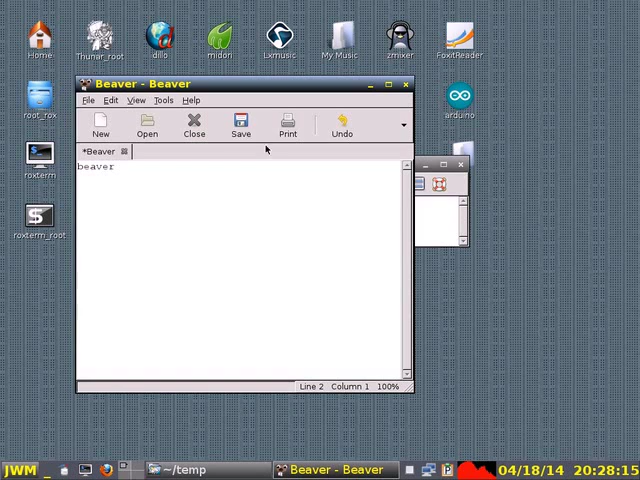 Home
Thunar_root
dillo
midori
Lxmusic
My Music
zmixer
FoxitReader
Beaver - Beaver
root_rox
arduino
File Edit View Tools Help
New Open Close Save Print Undo
*Beaver
beaver
roxterm
roxterm_root
Line 2 Column 1 100%
JWM _ ~/temp Beaver - Beaver 04/18/14 20:28:15